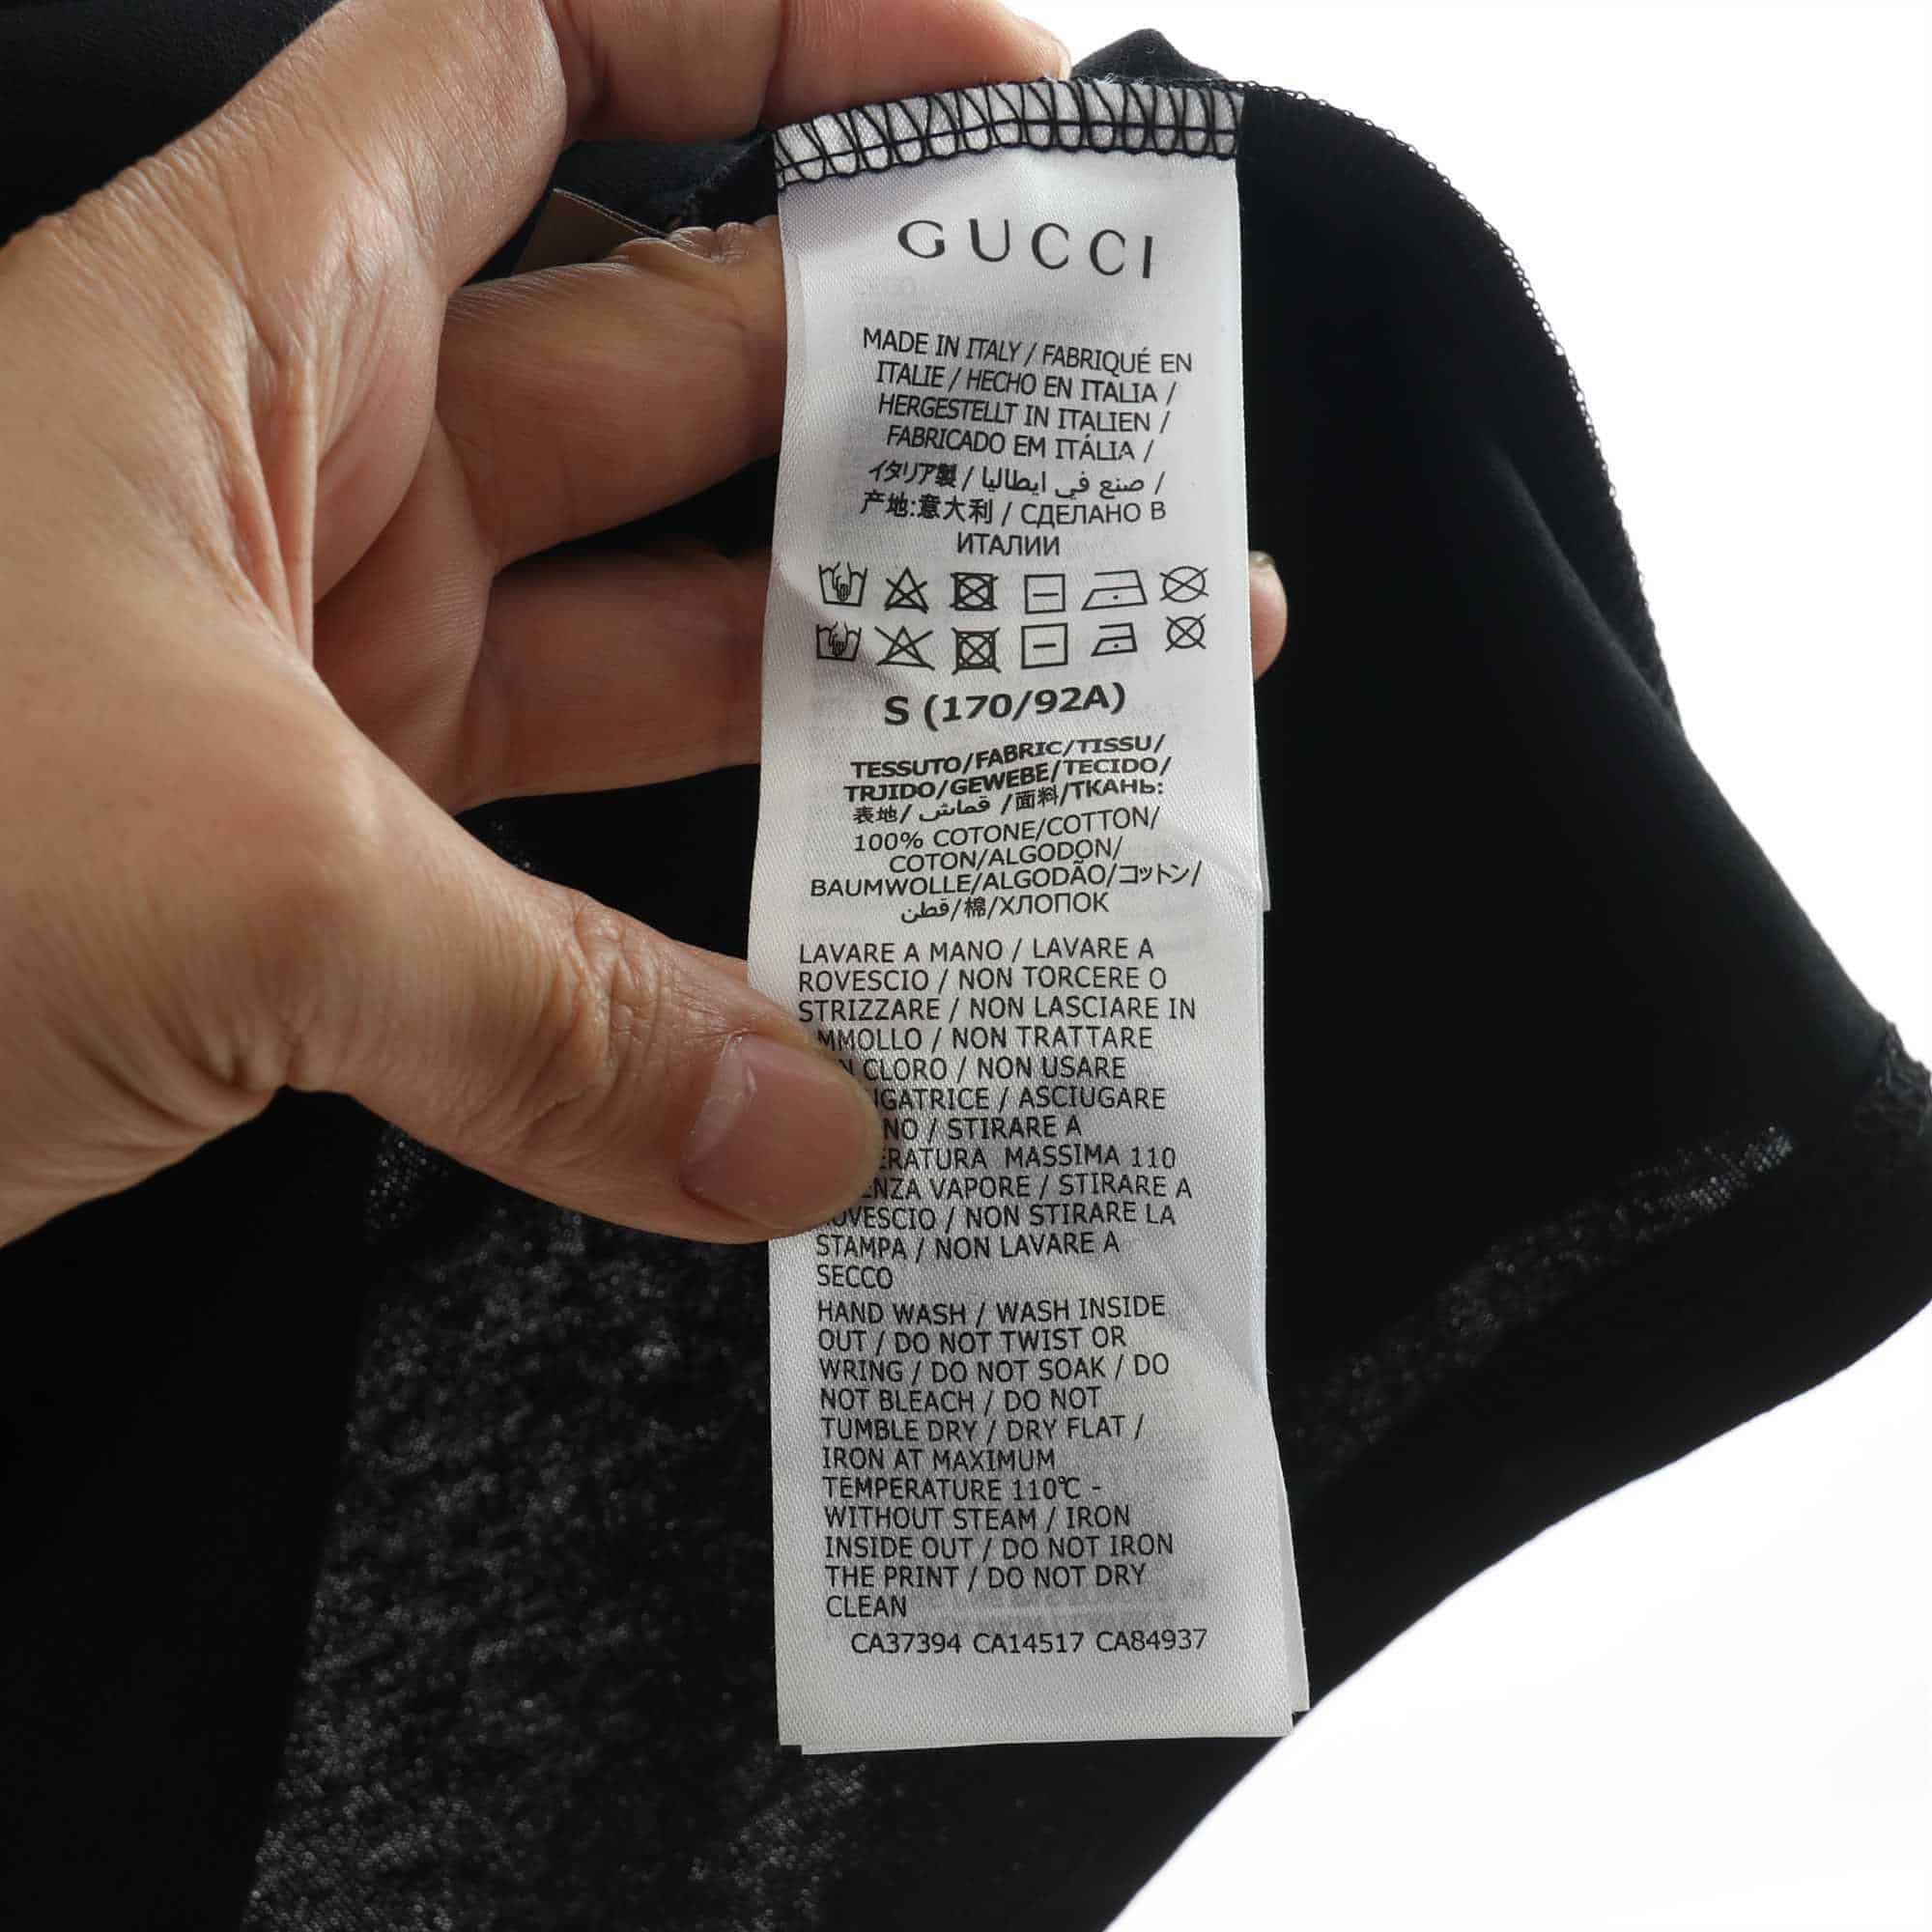 GUCCI
MADE IN ITALY / FABRIQUÉ EN
ITALIE / HECHO EN ITALIA /
HERGESTELLT IN ITALIEN /
FABRICADO EM ITÁLIA /
イタリア製 / صنع في ايطاليا /
产地:意大利 / СДЕЛАНО В
ИТАЛИИ
S (170/92A)
TESSUTO/FABRIC/TISSU/
TRJIDO/GEWEBE/TECIDO/
表地/ قماش /面料/ТКАНЬ:
100% COTONE/COTTON/
COTON/ALGODON/
BAUMWOLLE/ALGODÃO/コットン/
قطن/棉/ХЛОПОК
LAVARE A MANO / LAVARE A
ROVESCIO / NON TORCERE O
STRIZZARE / NON LASCIARE IN
MMOLLO / NON TRATTARE
CLORO / NON USARE
GATRICE / ASCIUGARE
NO / STIRARE A
ERATURA MASSIMA 110
ENZA VAPORE / STIRARE A
OVESCIO / NON STIRARE LA
STAMPA / NON LAVARE A
SECCO
HAND WASH / WASH INSIDE
OUT / DO NOT TWIST OR
WRING / DO NOT SOAK / DO
NOT BLEACH / DO NOT
TUMBLE DRY / DRY FLAT /
IRON AT MAXIMUM
TEMPERATURE 110℃ -
WITHOUT STEAM / IRON
INSIDE OUT / DO NOT IRON
THE PRINT / DO NOT DRY
CLEAN
CA37394 CA14517 CA84937